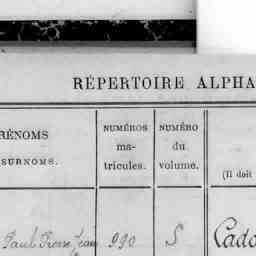 RÉPERTOIRE ALPHA
RÉNOMS
SURNOMS.
NUMÉROS
ma-
tricules.
NUMÉRO
du
volume.
(Il doit
Paul Pierre Jean
990
5
Cado